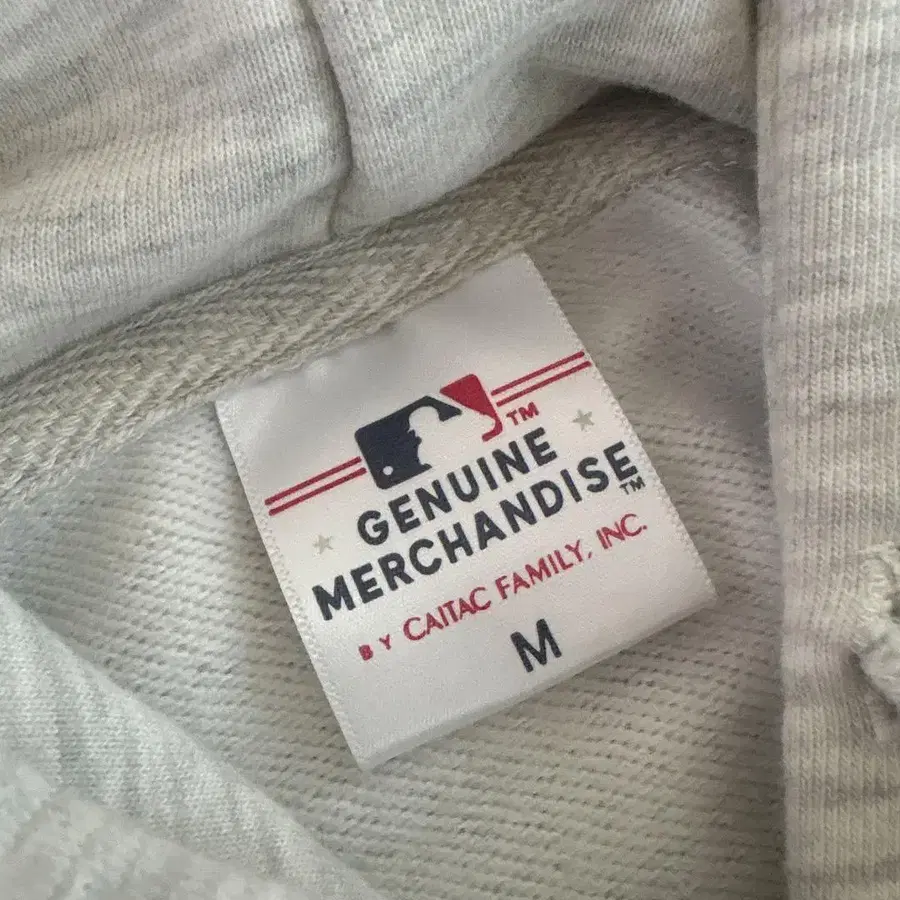 TM
GENUINE
MERCHANDISE TM
BY CAITAC FAMILY, INC.
M